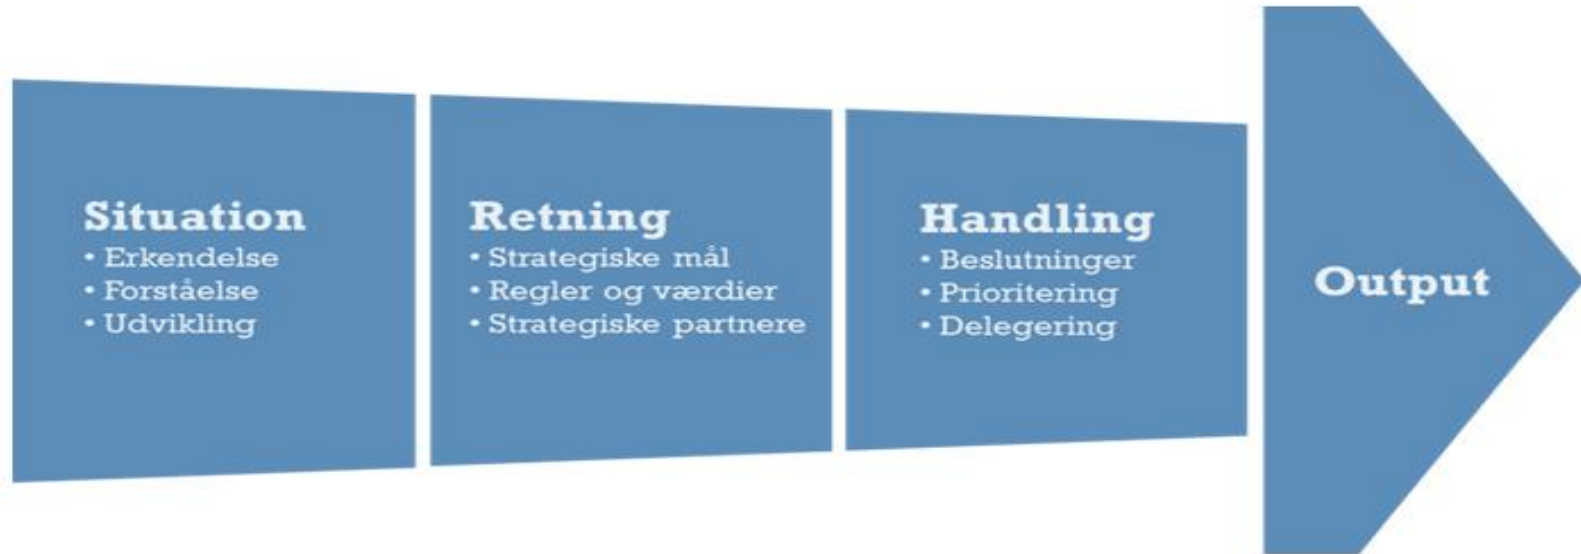 Situation
• Erkendelse
• Forståelse
• Udvikling
Retning
• Strategiske mål
• Regler og værdier
• Strategiske partnere
Handling
• Beslutninger
• Prioritering
• Delegering
Output